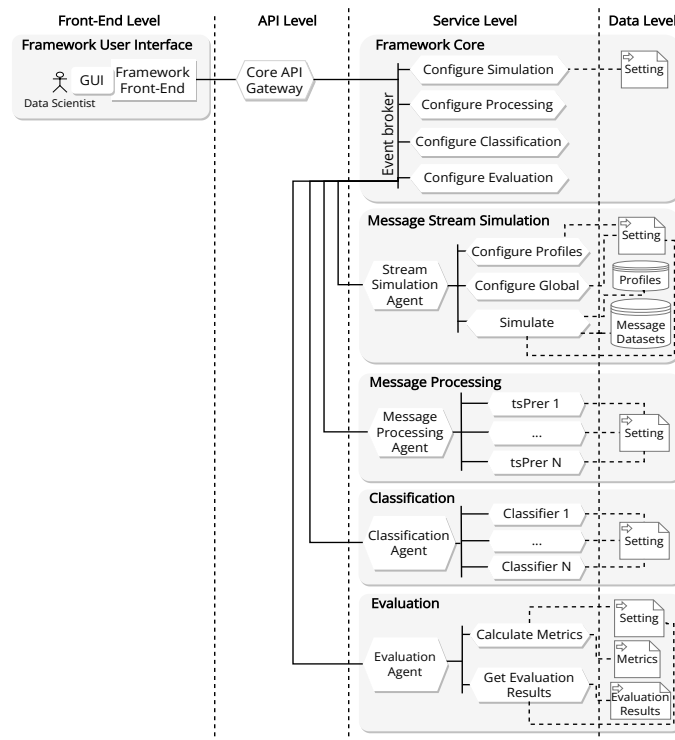 Front-End Level
API Level
Service Level
Data Level
Framework User Interface
Data Scientist
GUI
Framework
Front-End
Core API
Gateway
Framework Core
Event broker
Configure Simulation
Configure Processing
Configure Classification
Configure Evaluation
Setting
Message Stream Simulation
Stream
Simulation
Agent
Configure Profiles
Configure Global
Simulate
Setting
Profiles
Message
Datasets
Message Processing
Message
Processing
Agent
tsPrer 1
...
tsPrer N
Setting
Classification
Classification
Agent
Classifier 1
...
Classifier N
Setting
Evaluation
Evaluation
Agent
Calculate Metrics
Get Evaluation
Results
Setting
Metrics
Evaluation
Results